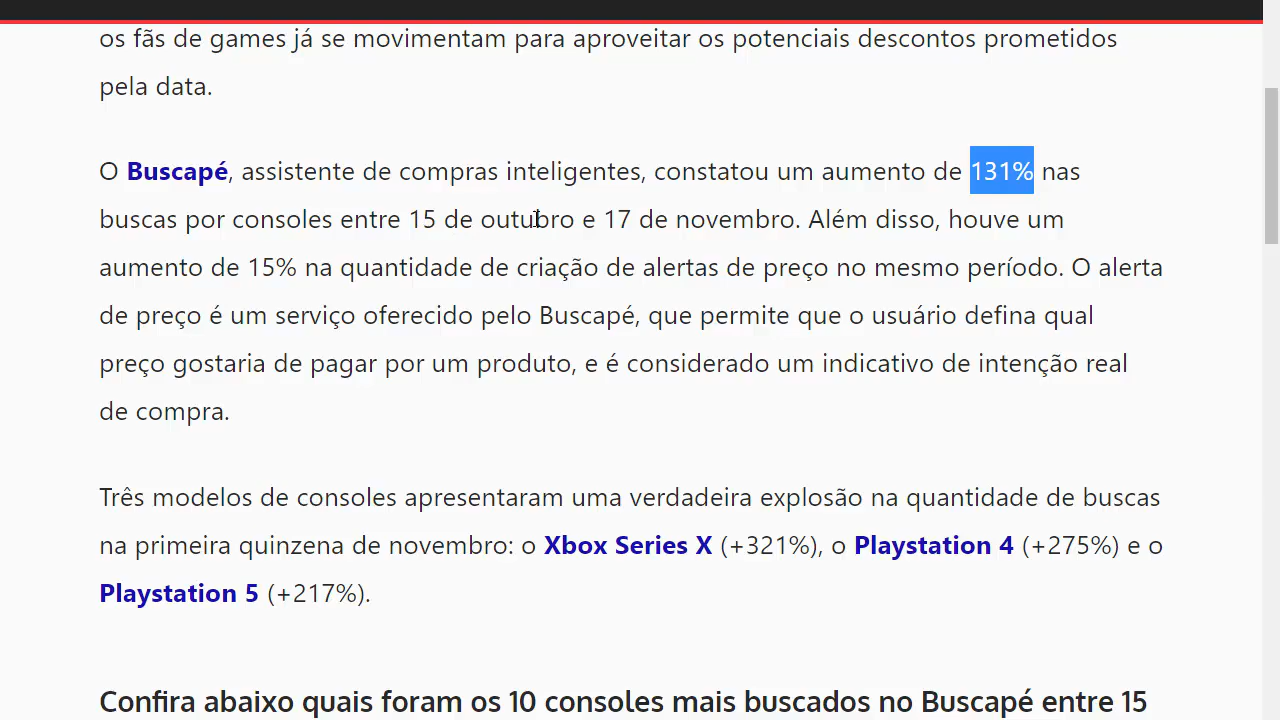 os fãs de games já se movimentam para aproveitar os potenciais descontos prometidos
pela data.
O Buscapé, assistente de compras inteligentes, constatou um aumento de 131% nas
buscas por consoles entre 15 de outubro e 17 de novembro. Além disso, houve um
aumento de 15% na quantidade de criação de alertas de preço no mesmo período. O alerta
de preço é um serviço oferecido pelo Buscapé, que permite que o usuário defina qual
preço gostaria de pagar por um produto, e é considerado um indicativo de intenção real
de compra.
Três modelos de consoles apresentaram uma verdadeira explosão na quantidade de buscas
na primeira quinzena de novembro: o Xbox Series X (+321%), o Playstation 4 (+275%) e o
Playstation 5 (+217%).
Confira abaixo quais foram os 10 consoles mais buscados no Buscapé entre 15